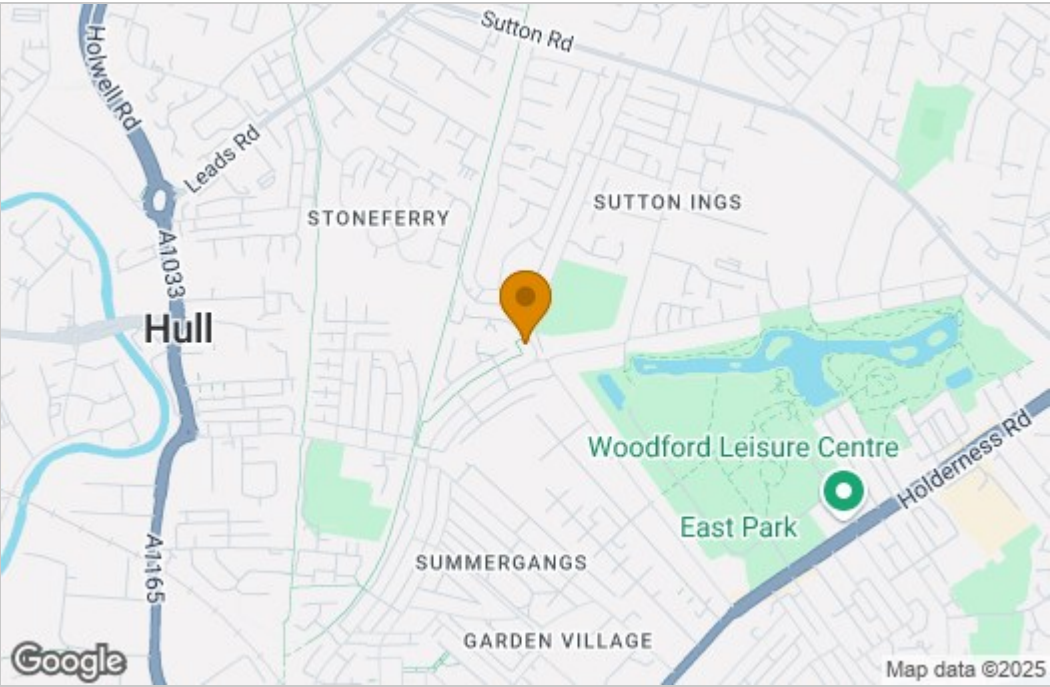 Sutton Rd
Holwell Rd
Leads Rd
SUTTON INGS
STONEFERRY
A1033
Hull
Woodford Leisure Centre
Holderness Rd
East Park
A1165
SUMMERGANGS
GARDEN VILLAGE
Google
Map data ©2025